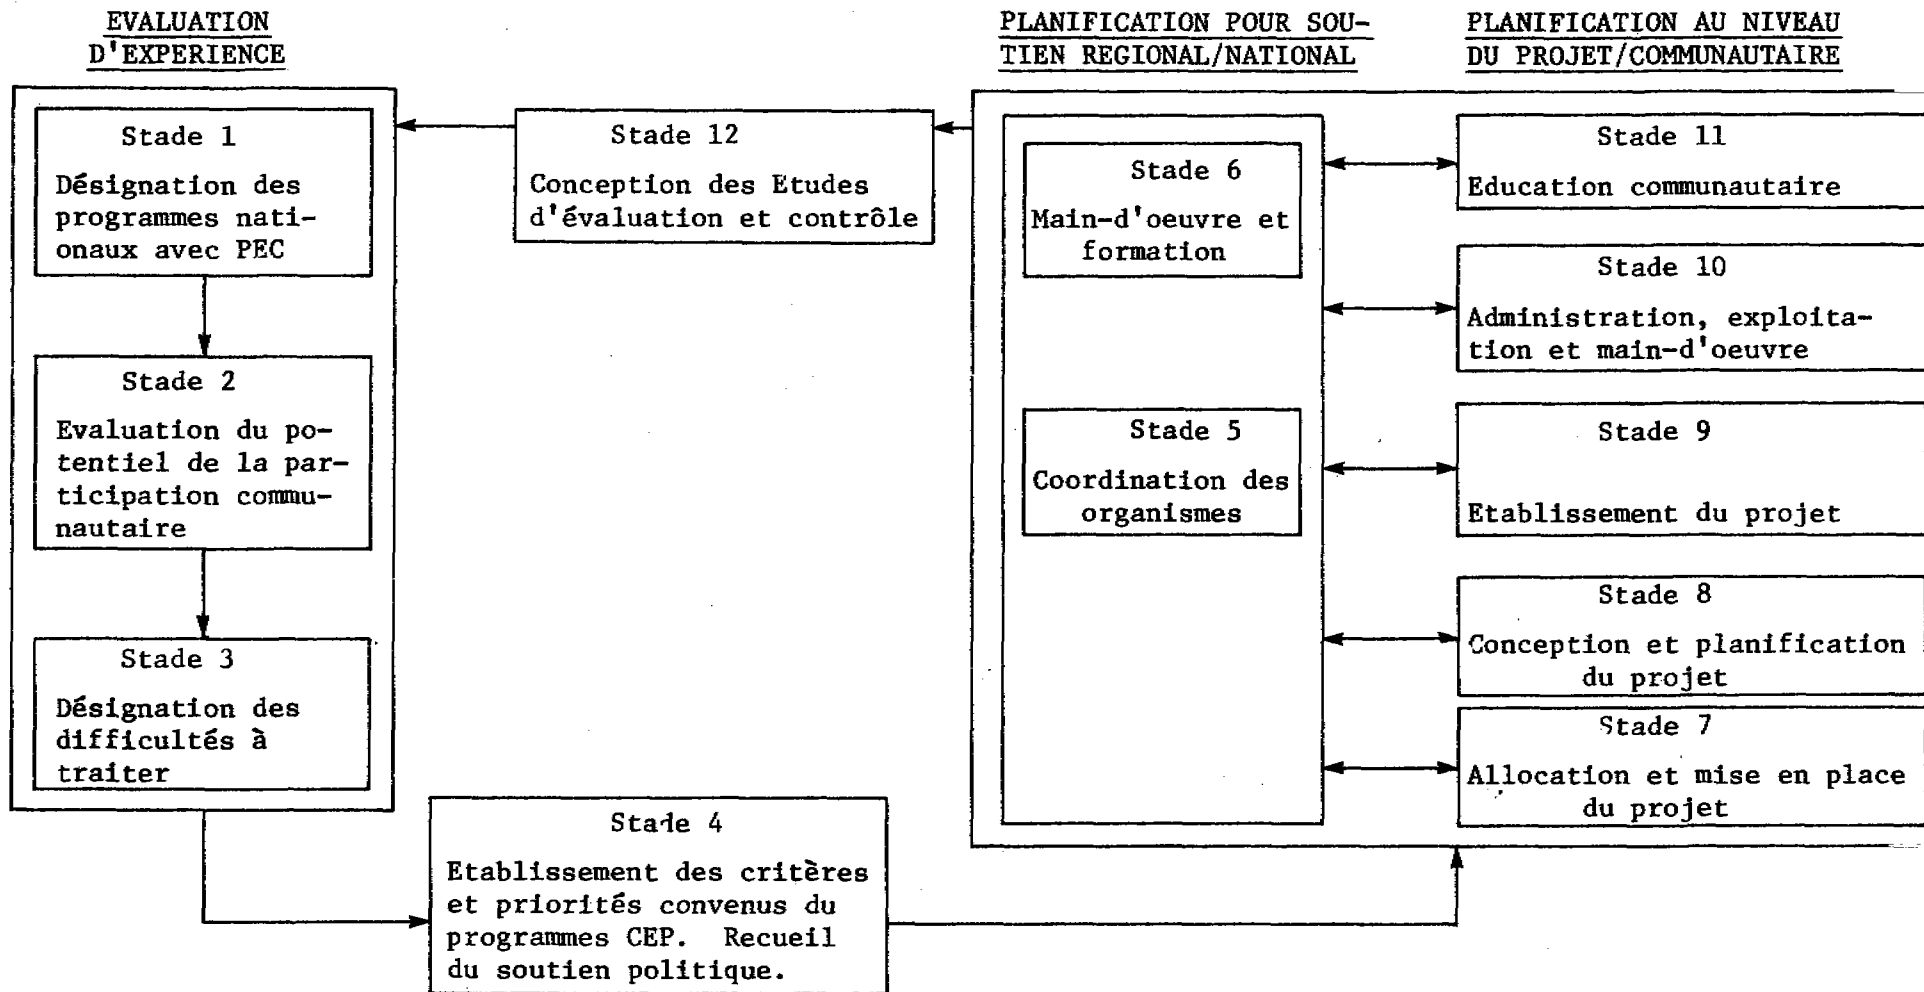 EVALUATION
D'EXPERIENCE
Stade 1
Désignation des
programmes nati-
onaux avec PEC
Stade 2
Evaluation du po-
tentiel de la par-
ticipation commu-
nautaire
Stade 3
Désignation des
difficultés à
traiter
Stade 12
Conception des Etudes
d'évaluation et contrôle
Stade 4
Etablissement des critères
et priorités convenus du
programmes CEP. Recueil
du soutien politique.
PLANIFICATION POUR SOU-
TIEN REGIONAL/NATIONAL
Stade 6
Main-d'oeuvre et
formation
Stade 5
Coordination des
organismes
PLANIFICATION AU NIVEAU
DU PROJET/COMMUNAUTAIRE
Stade 11
Education communautaire
Stade 10
Administration, exploita-
tion et main-d'oeuvre
Stade 9
Etablissement du projet
Stade 8
Conception et planification
du projet
Stade 7
Allocation et mise en place
du projet